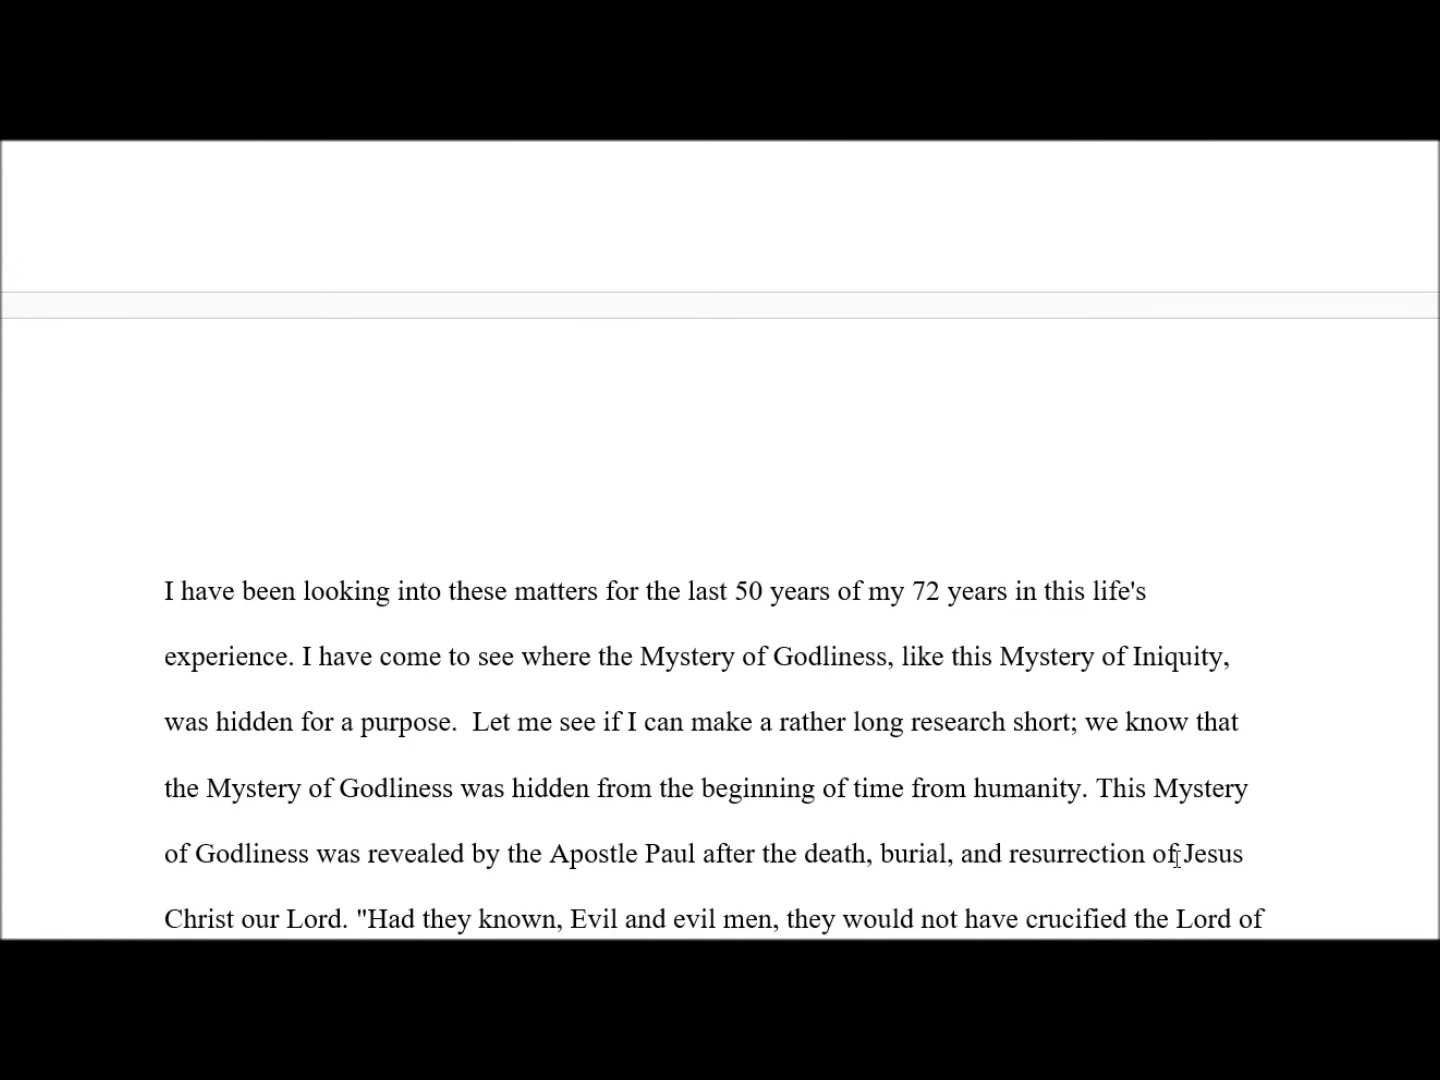 I have been looking into these matters for the last 50 years of my 72 years in this life's
experience. I have come to see where the Mystery of Godliness, like this Mystery of Iniquity,
was hidden for a purpose.  Let me see if I can make a rather long research short; we know that
the Mystery of Godliness was hidden from the beginning of time from humanity. This Mystery
of Godliness was revealed by the Apostle Paul after the death, burial, and resurrection of Jesus
Christ our Lord. "Had they known, Evil and evil men, they would not have crucified the Lord of